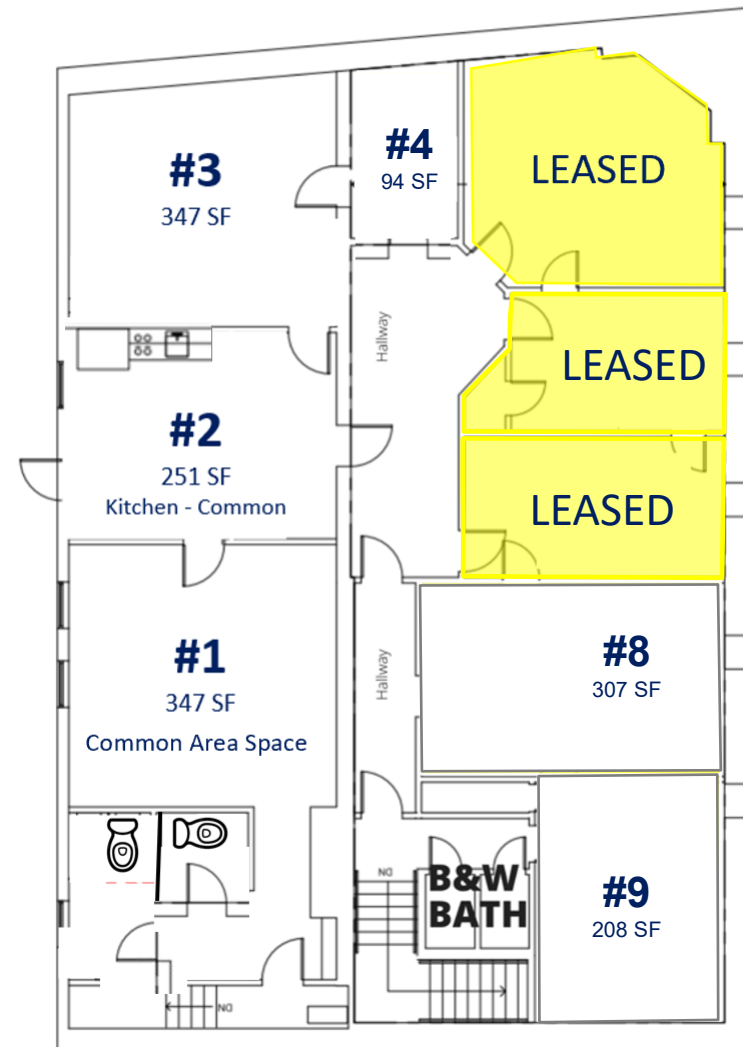 #3
347 SF
#4
94 SF
LEASED
Hallway
LEASED
#2
251 SF
Kitchen - Common
LEASED
#1
347 SF
Common Area Space
Hallway
#8
307 SF
DN
B&W
BATH
#9
208 SF
DN